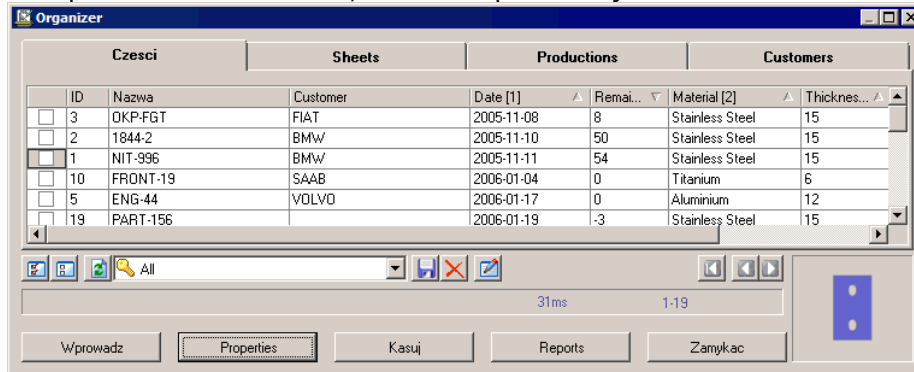 Organizer
Czesci Sheets Productions Customers
ID Nazwa Customer Date [1] Remai... Material [2] Thicknes...
3 OKP-FGT FIAT 2005-11-08 8 Stainless Steel 15
2 1844-2 BMW 2005-11-10 50 Stainless Steel 15
1 NIT-996 BMW 2005-11-11 54 Stainless Steel 15
10 FRONT-19 SAAB 2006-01-04 0 Titanium 6
5 ENG-44 VOLVO 2006-01-17 0 Aluminium 12
19 PART-156 2006-01-19 -3 Stainless Steel 15
All
31ms 1-19
Wprowadz Properties Kasuj Reports Zamykac